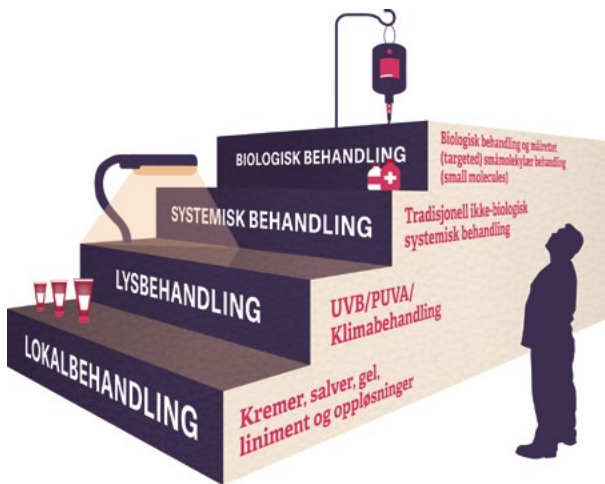 BIOLOGISK BEHANDLING
Biologisk behandling og målrettet
(targeted) småmolekylær behandling
(small molecules)
SYSTEMISK BEHANDLING
Tradisjonell ikke-biologisk
systemisk behandling
LYSBEHANDLING
UVB/PUVA/
Klimabehandling
LOKALBEHANDLING
Kremer, salver, gel,
liniment og oppløsninger